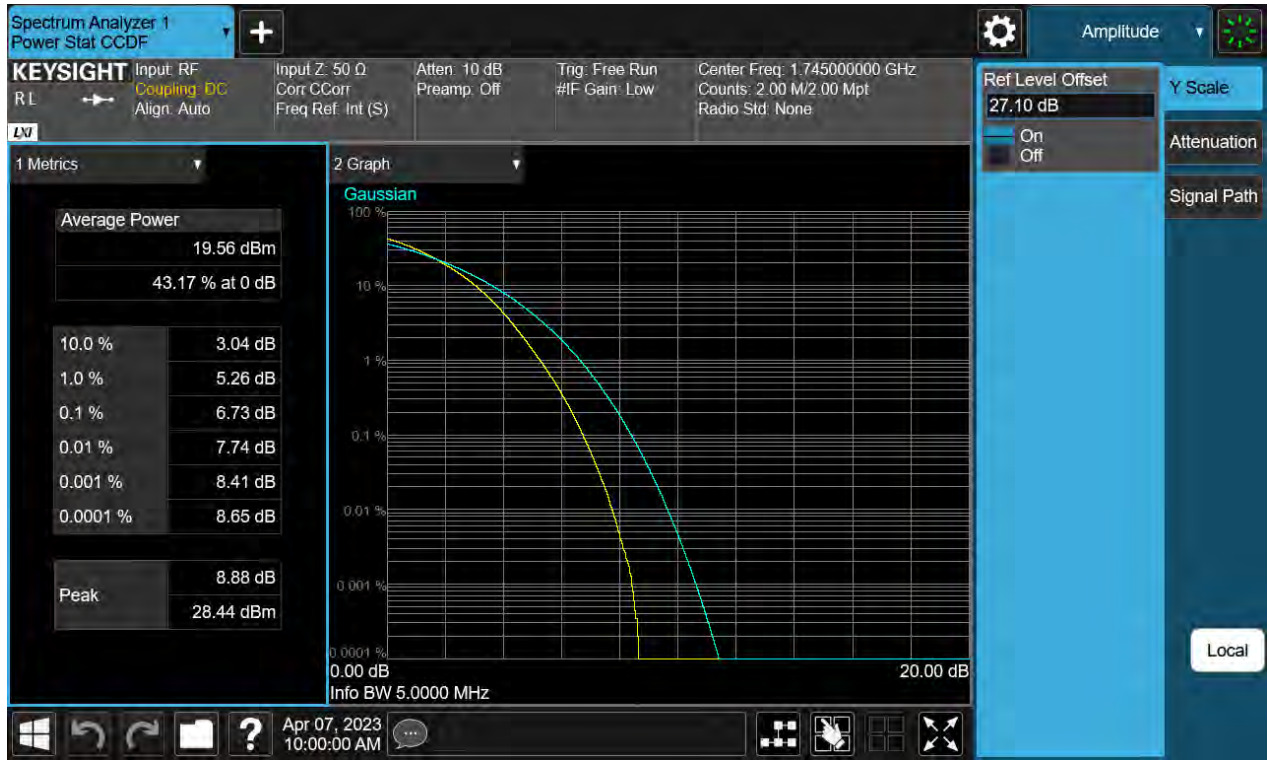 Spectrum Analyzer 1
Power Stat CCDF
+
Amplitude
KEYSIGHT
RL
LXI
Input: RF
Coupling: DC
Align: Auto
Input Z: 50 Ω
Corr CCorr
Freq Ref: Int (S)
Atten: 10 dB
Preamp: Off
Trig: Free Run
#IF Gain: Low
Center Freq: 1.745000000 GHz
Counts: 2.00 M/2.00 Mpt
Radio Std: None
Ref Level Offset
27.10 dB
On
Off
Y Scale
Attenuation
Signal Path
1 Metrics
Average Power
19.56 dBm
43.17 % at 0 dB
10.0 % 3.04 dB
1.0 % 5.26 dB
0.1 % 6.73 dB
0.01 % 7.74 dB
0.001 % 8.41 dB
0.0001 % 8.65 dB
Peak
8.88 dB
28.44 dBm
2 Graph
Gaussian
100 %
10 %
1 %
0.1 %
0.01 %
0.001 %
0.0001 %
0.00 dB 20.00 dB
Info BW 5.0000 MHz
Local
?
Apr 07, 2023
10:00:00 AM